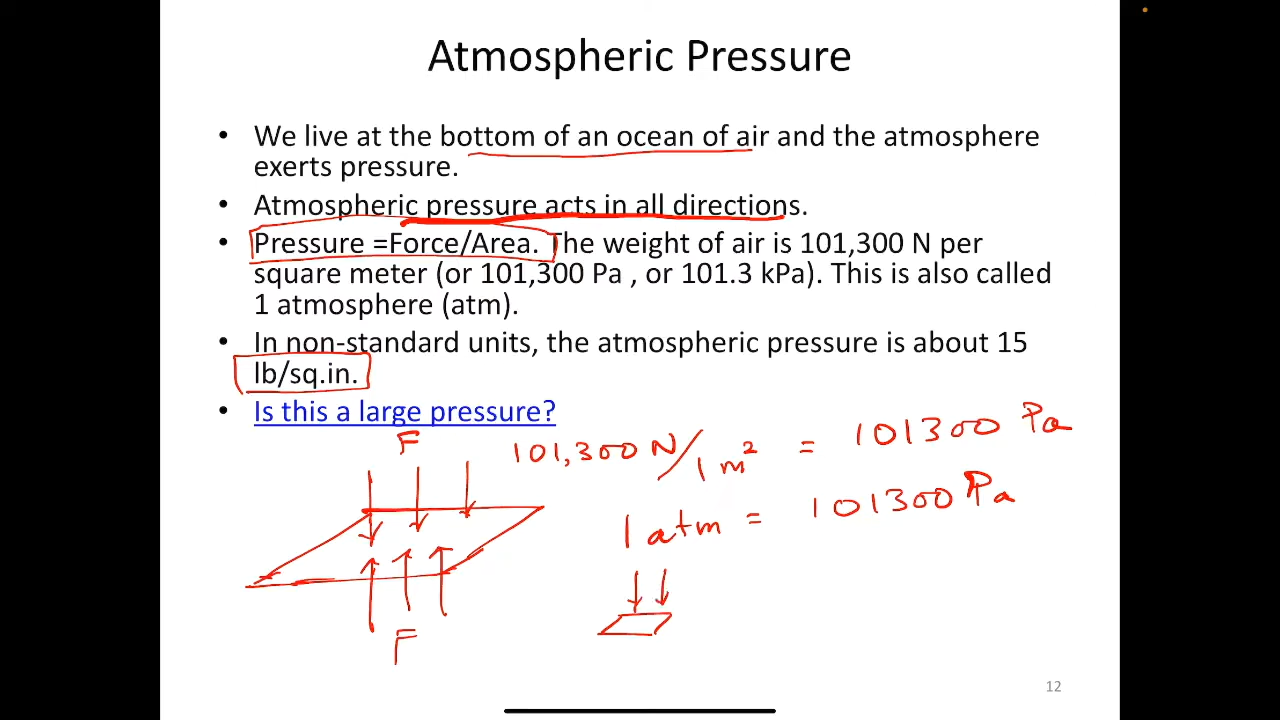 Atmospheric Pressure
• We live at the bottom of an ocean of air and the atmosphere
exerts pressure.
• Atmospheric pressure acts in all directions.
• Pressure =Force/Area. The weight of air is 101,300 N per
square meter (or 101,300 Pa , or 101.3 kPa). This is also called
1 atmosphere (atm).
• In non-standard units, the atmospheric pressure is about 15
lb/sq.in.
• Is this a large pressure?
F
101,300 N/1 m² = 101300 Pa
1 atm = 101300 Pa
F
12